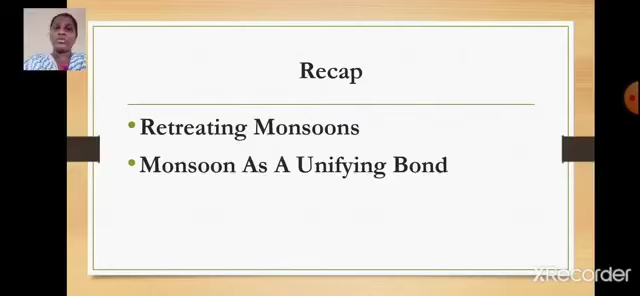 Recap
• Retreating Monsoons
• Monsoon As A Unifying Bond
XRecorder